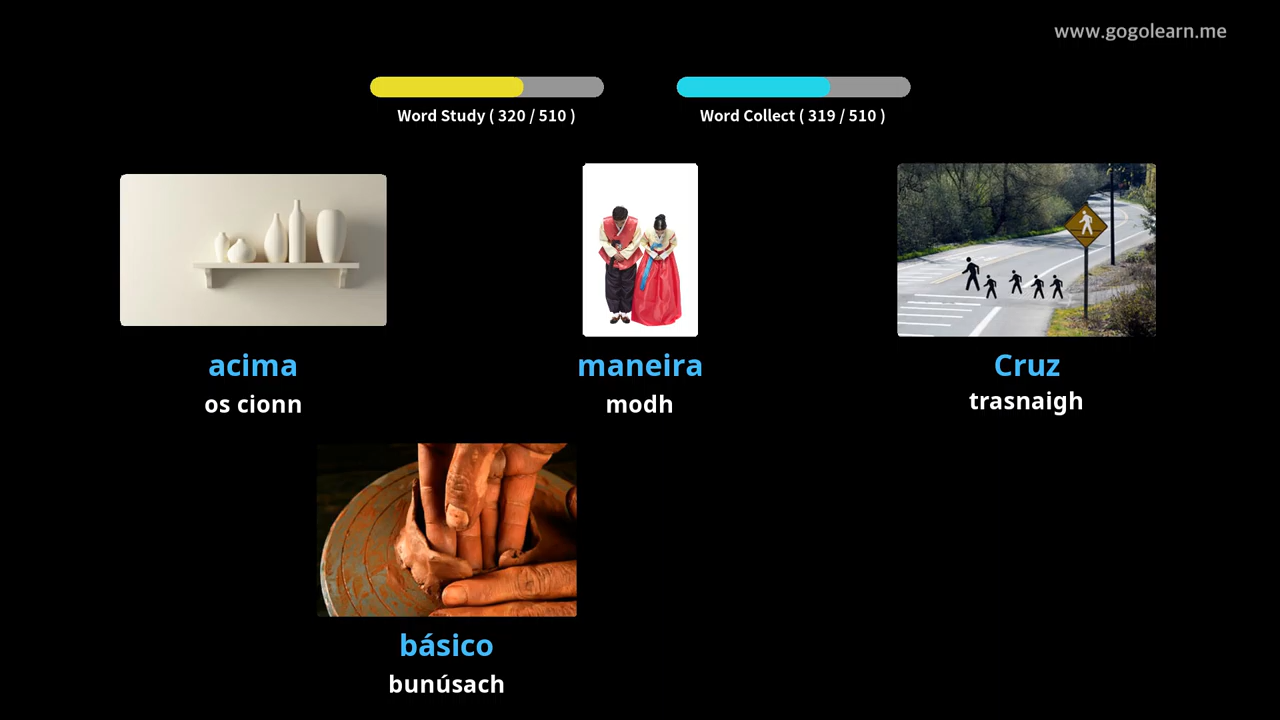 www.gogolearn.me
Word Study ( 320 / 510 )
Word Collect ( 319 / 510 )
acima
os cionn
maneira
modh
Cruz
trasnaigh
básico
bunúsach